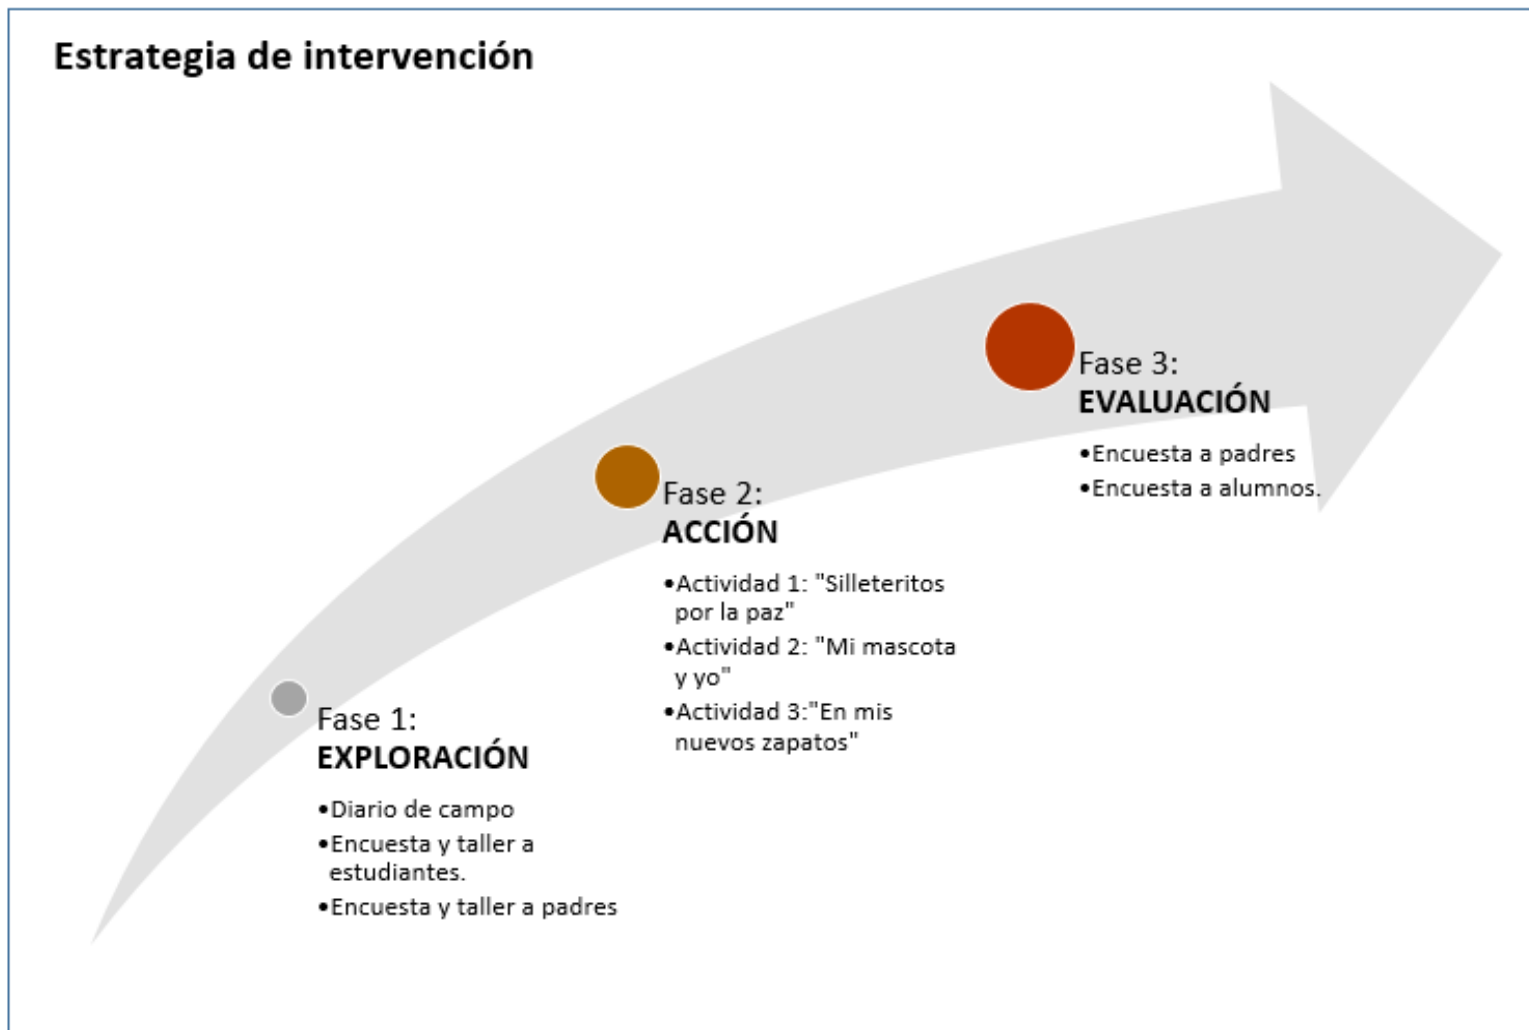 Estrategia de intervención
Fase 1:
EXPLORACIÓN
•Diario de campo
•Encuesta y taller a
estudiantes.
•Encuesta y taller a padres
Fase 2:
ACCIÓN
•Actividad 1: "Silleteritos
por la paz"
•Actividad 2: "Mi mascota
y yo"
•Actividad 3:"En mis
nuevos zapatos"
Fase 3:
EVALUACIÓN
•Encuesta a padres
•Encuesta a alumnos.